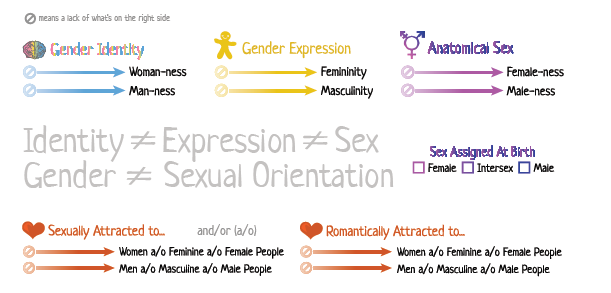 means a lack of what's on the right side
Gender Identity
Woman-ness
Man-ness
Gender Expression
Femininity
Masculinity
Anatomical Sex
Female-ness
Male-ness
Identity ≠ Expression ≠ Sex
Gender ≠ Sexual Orientation
Sex Assigned At Birth
Female Intersex Male
Sexually Attracted to...
and/or (a/o)
Women a/o Feminine a/o Female People
Men a/o Masculine a/o Male People
Romantically Attracted to...
Women a/o Feminine a/o Female People
Men a/o Masculine a/o Male People